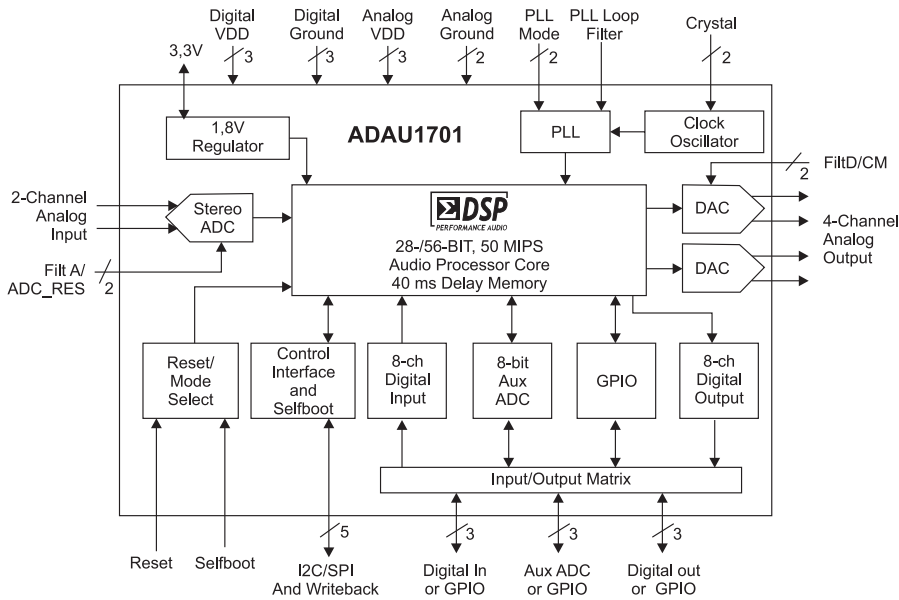 Digital
VDD
Digital
Ground
Analog
VDD
Analog
Ground
PLL
Mode
PLL Loop
Filter
Crystal
3,3V
3
3
3
2
2
2
1,8V
Regulator
ADAU1701
PLL
Clock
Oscillator
FiltD/CM
2
2-Channel
Analog
Input
Stereo
ADC
ΣDSP
PERFORMANCE AUDIO
28-/56-BIT, 50 MIPS
Audio Processor Core
40 ms Delay Memory
DAC
DAC
4-Channel
Analog
Output
Filt A/
ADC_RES
2
Reset/
Mode
Select
Control
Interface
and
Selfboot
8-ch
Digital
Input
8-bit
Aux
ADC
GPIO
8-ch
Digital
Output
Input/Output Matrix
5
3
3
3
Reset
Selfboot
I2C/SPI
And Writeback
Digital In
or GPIO
Aux ADC
or GPIO
Digital out
or GPIO